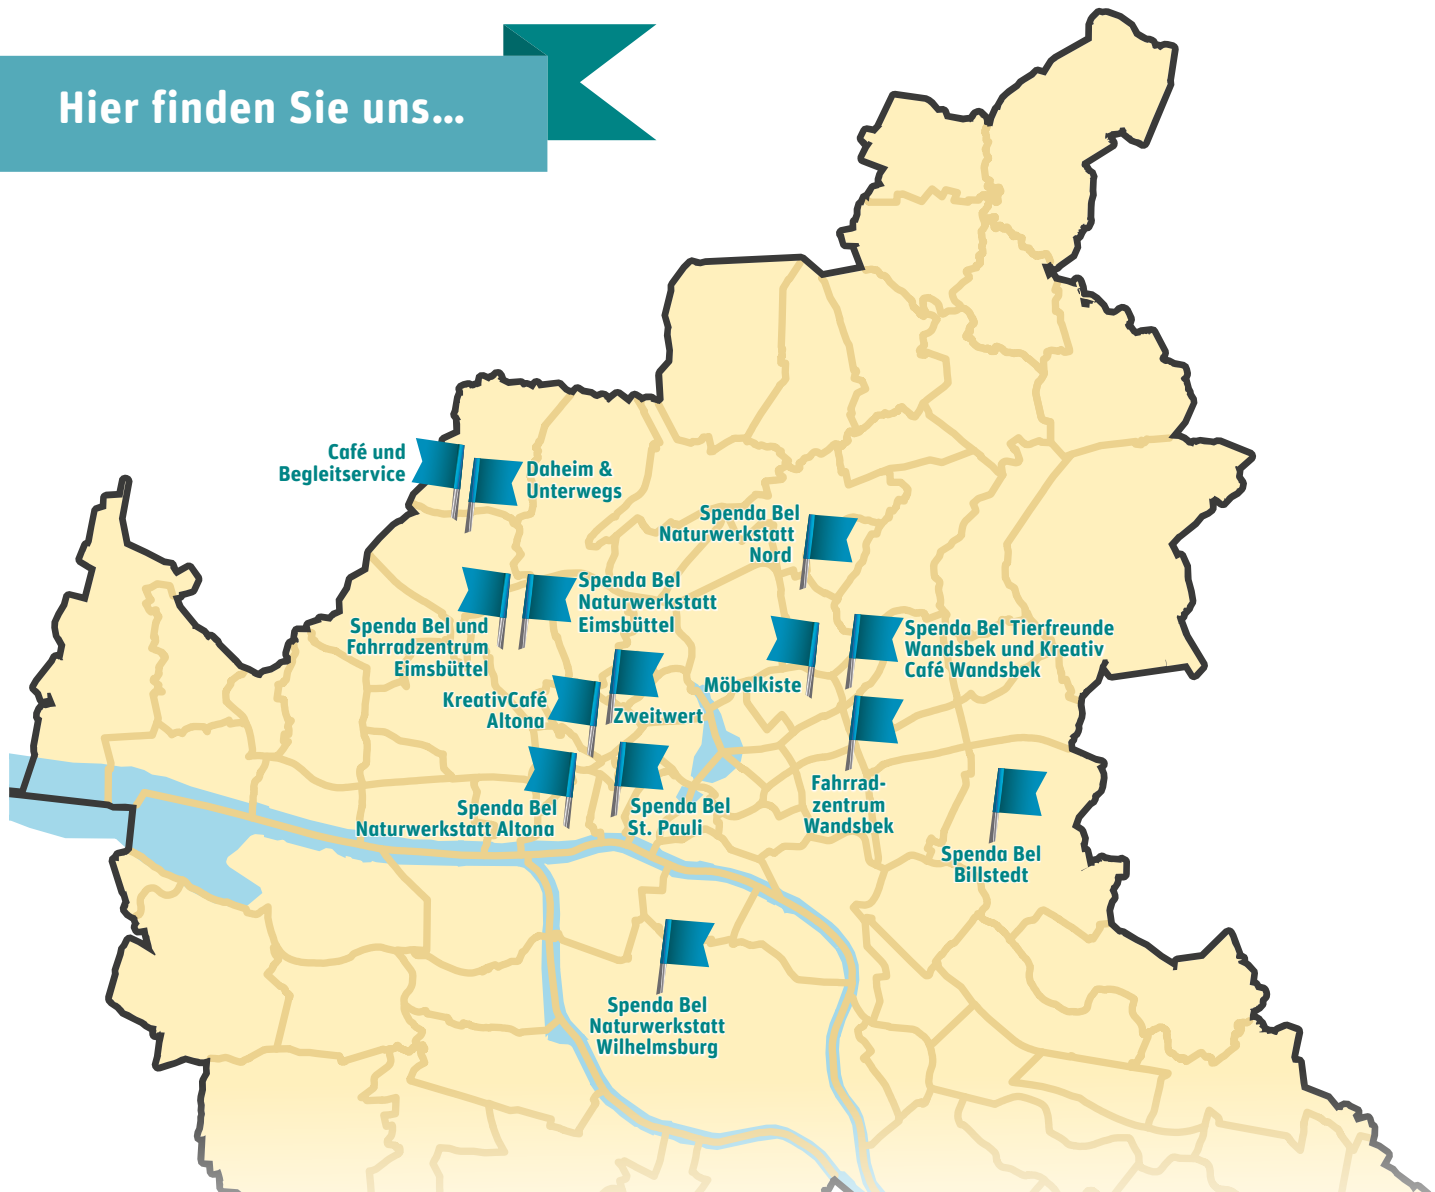 Hier finden Sie uns...
Café und
Begleitservice
Daheim &
Unterwegs
Spenda Bel
Naturwerkstatt
Nord
Spenda Bel
Naturwerkstatt
Eimsbüttel
Spenda Bel und
Fahrradzentrum
Eimsbüttel
Spenda Bel Tierfreunde
Wandsbek und Kreativ
Café Wandsbek
Möbelkiste
KreativCafé
Altona
Zweitwert
Fahrrad-
zentrum
Wandsbek
Spenda Bel
Naturwerkstatt Altona
Spenda Bel
St. Pauli
Spenda Bel
Billstedt
Spenda Bel
Naturwerkstatt
Wilhelmsburg